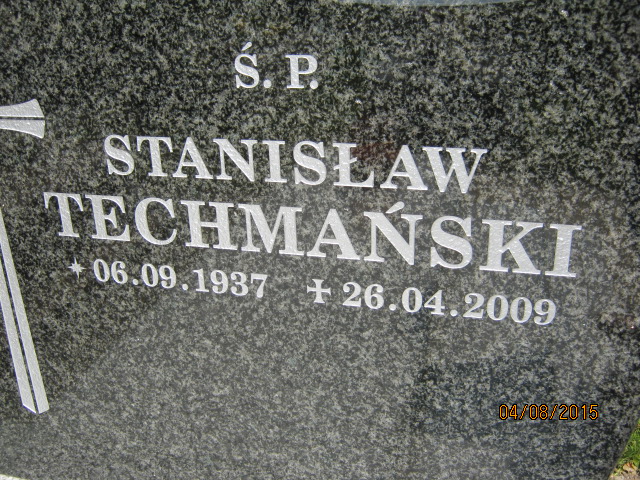 Ś. P.
STANISŁAW
TECHMAŃSKI
* 06.09.1937 ✝ 26.04.2009
04/08/2015